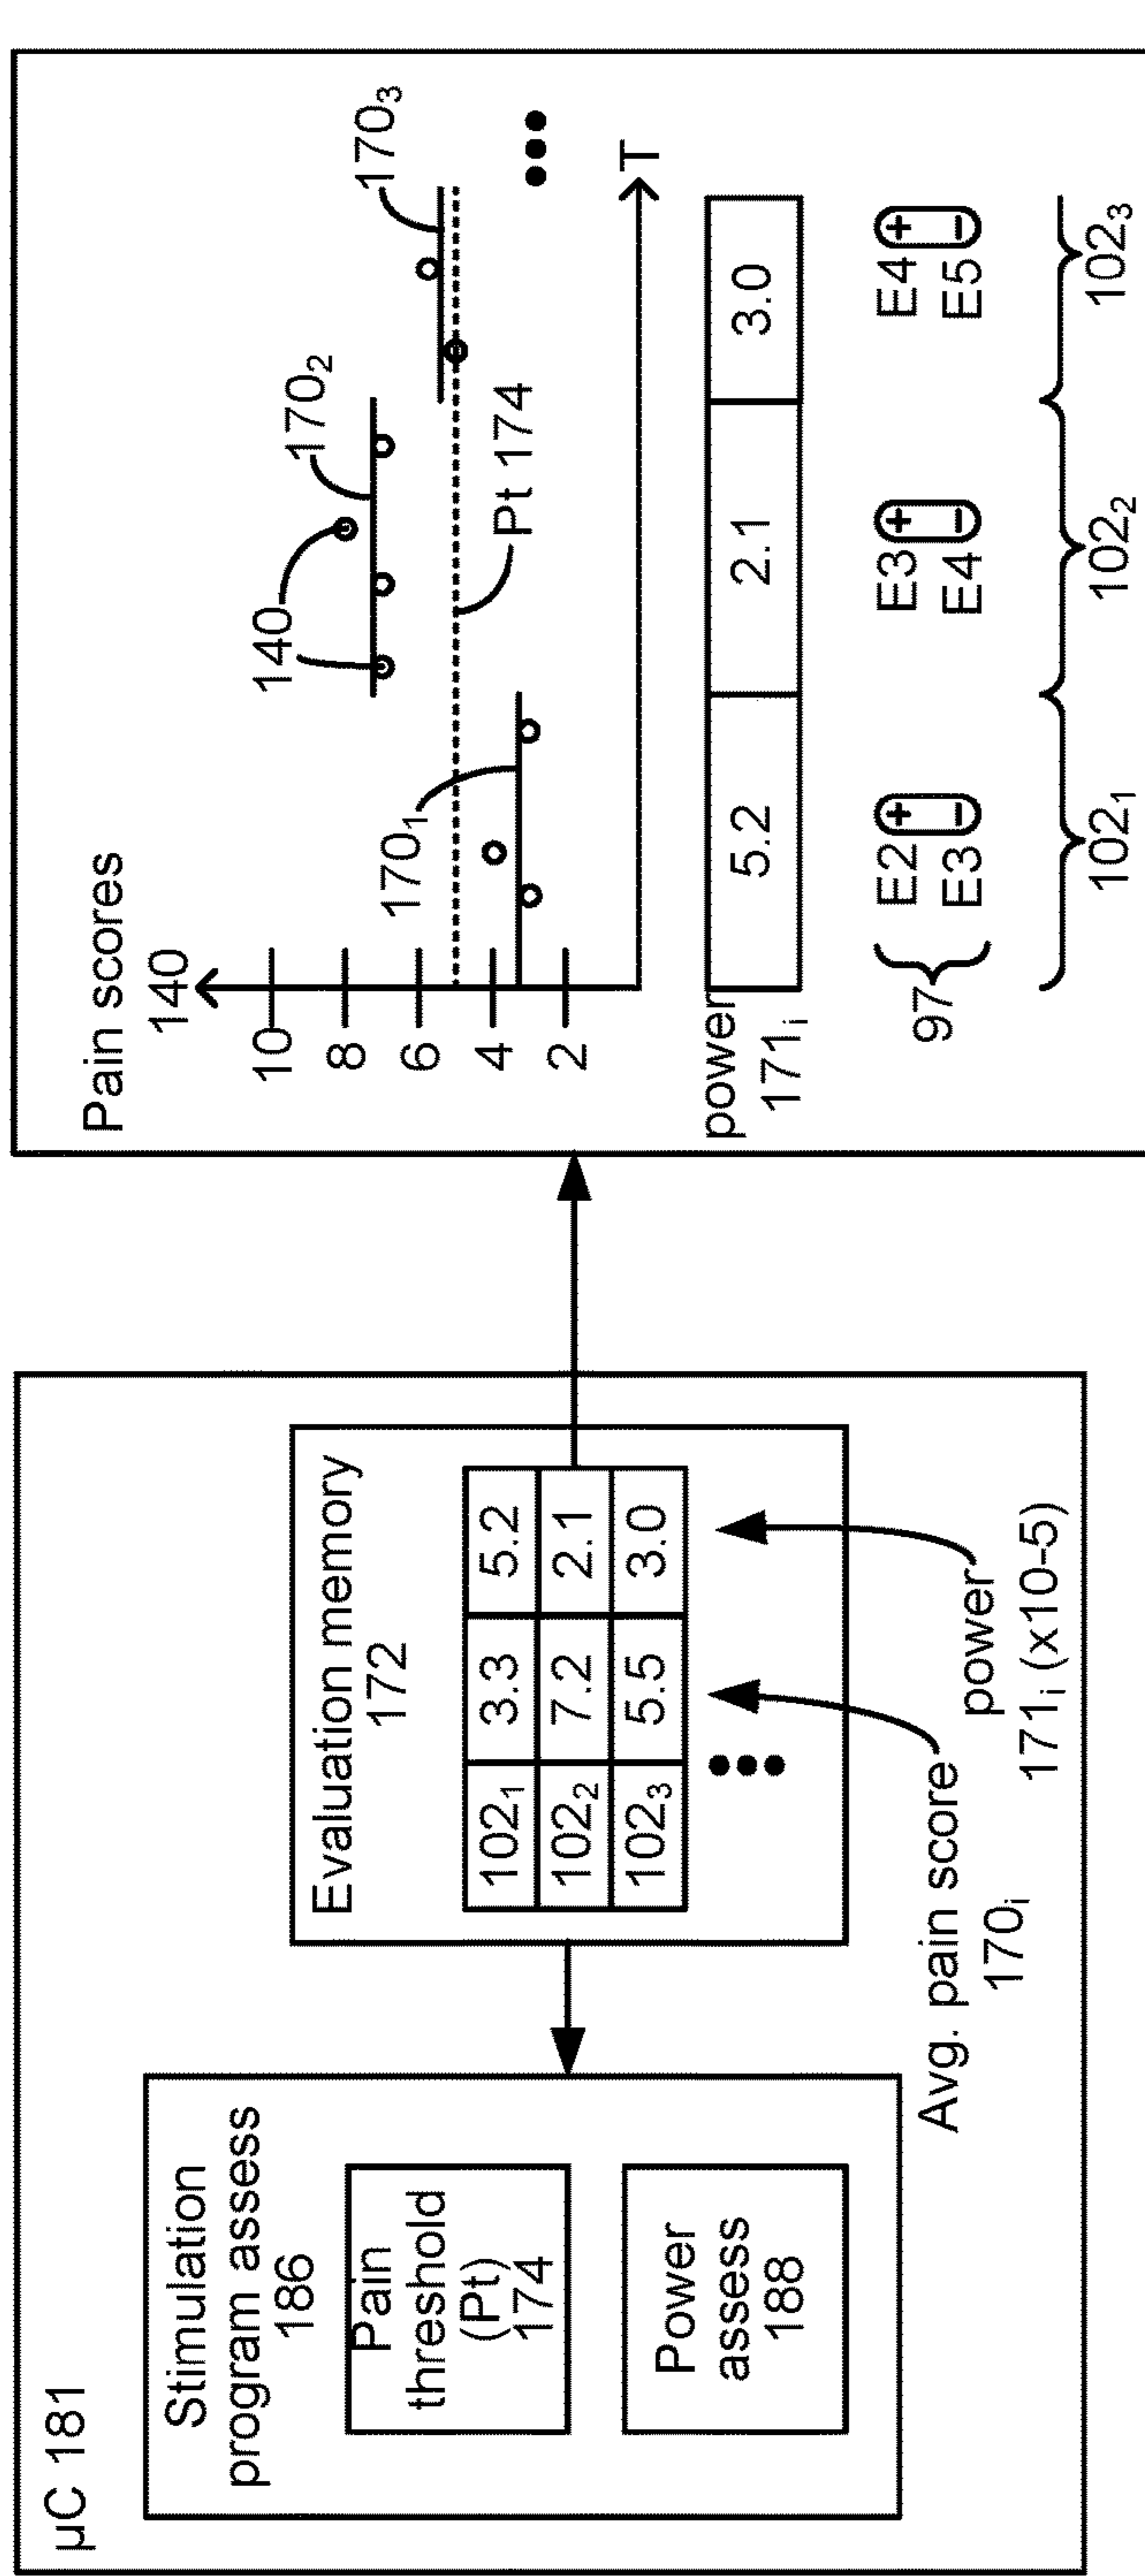 µC 181
Stimulation
program assess
186
Pain
threshold
(Pt)
174
Power
assess
188
Evaluation memory
172
102₁ 3.3 5.2
102₂ 7.2 2.1
102₃ 5.5 3.0
•••
Avg. pain score
170ᵢ
power
171ᵢ (x10-5)
Pain scores
140
10
8
6
4
2
170₁
140
170₂
170₃
Pt 174
•••
T
power
171ᵢ
5.2 2.1 3.0
97
E2 + E3 + E4 +
E3 − E4 − E5 −
102₁ 102₂ 102₃